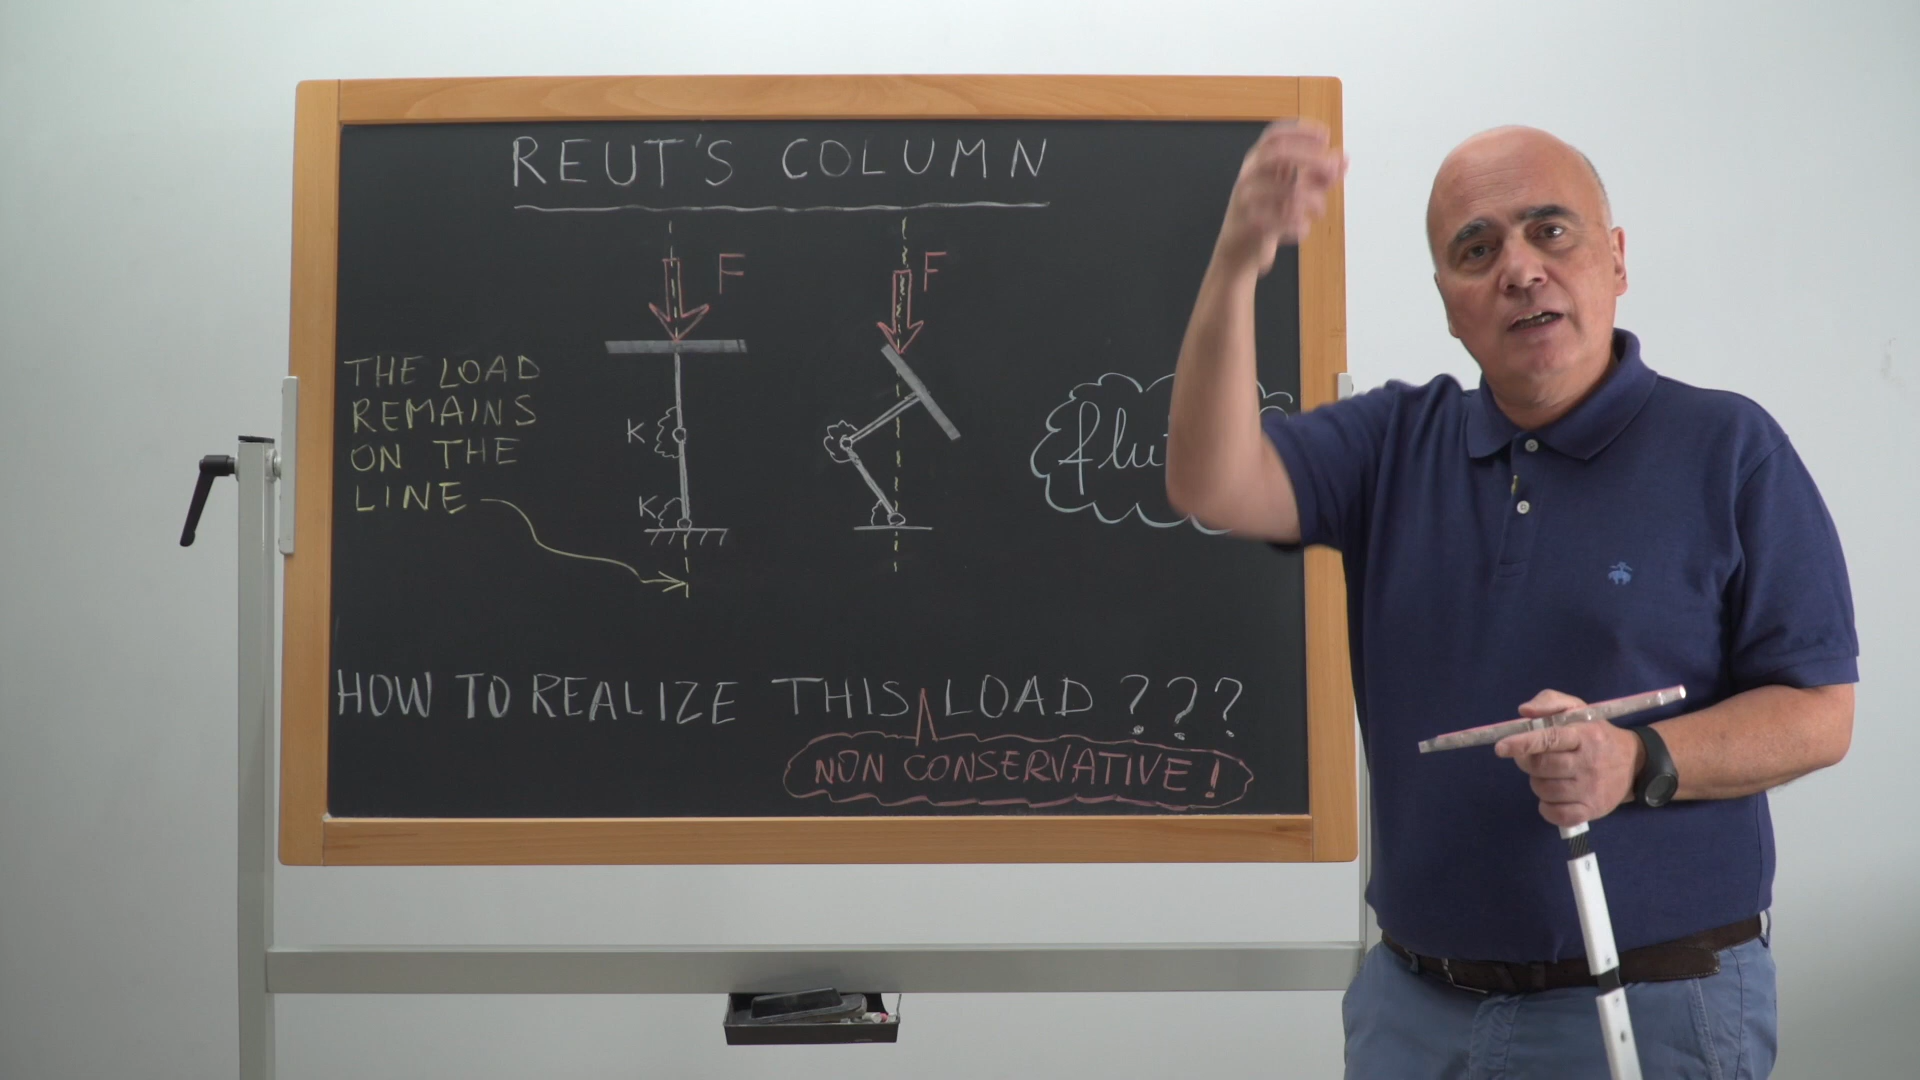 REUT'S COLUMN
F
F
THE LOAD
REMAINS
ON THE
LINE
K
K
HOW TO REALIZE THIS LOAD ???
NON CONSERVATIVE!